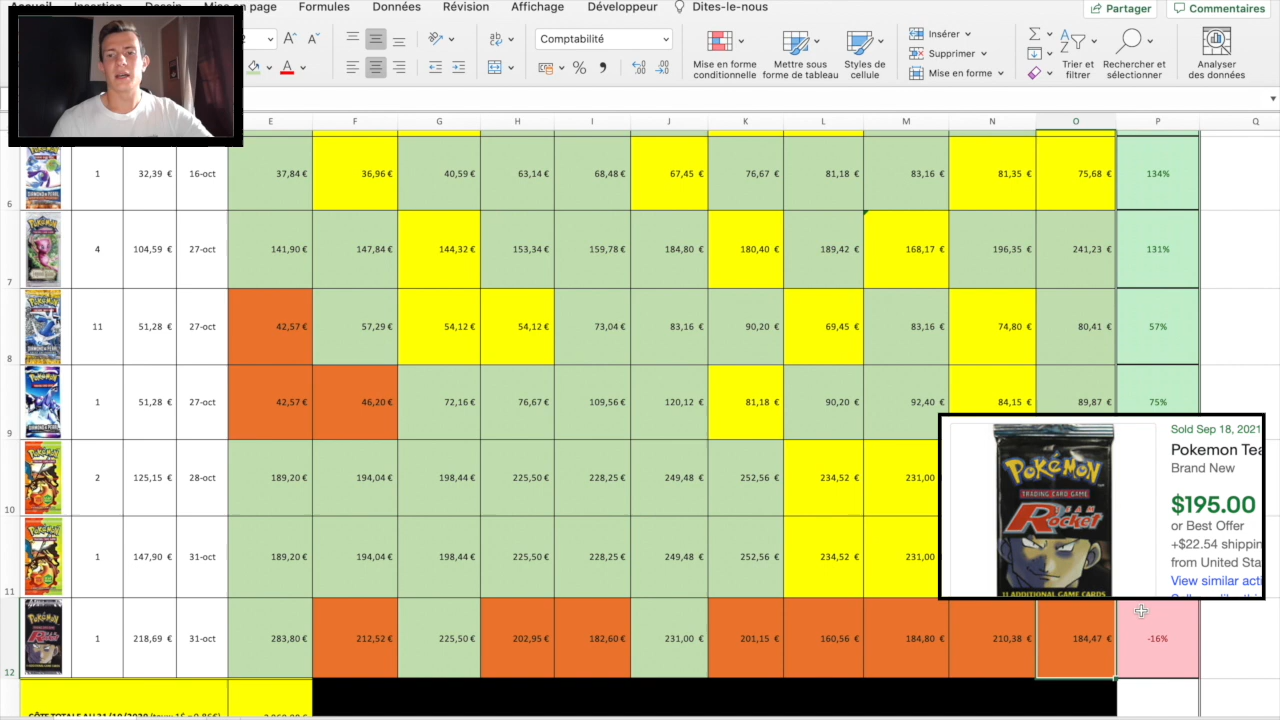 Accueil Insertion Dessin Mise en page Formules Données Révision Affichage Développeur Dites-le-nous Partager Commentaires
Comptabilité
Mise en forme conditionnelle
Mettre sous forme de tableau
Styles de cellule
Insérer
Supprimer
Mise en forme
Trier et filtrer
Rechercher et sélectionner
Analyser des données
E F G H I J K L M N O P Q
6 1 32,39 € 16-oct 37,84 € 36,96 € 40,59 € 63,14 € 68,48 € 67,45 € 76,67 € 81,18 € 83,16 € 81,35 € 75,68 € 134%
7 4 104,59 € 27-oct 141,90 € 147,84 € 144,32 € 153,34 € 159,78 € 184,80 € 180,40 € 189,42 € 168,17 € 196,35 € 241,23 € 131%
8 11 51,28 € 27-oct 42,57 € 57,29 € 54,12 € 54,12 € 73,04 € 83,16 € 90,20 € 69,45 € 83,16 € 74,80 € 80,41 € 57%
9 1 51,28 € 27-oct 42,57 € 46,20 € 72,16 € 76,67 € 109,56 € 120,12 € 81,18 € 90,20 € 92,40 € 84,15 € 89,87 € 75%
10 2 125,15 € 28-oct 189,20 € 194,04 € 198,44 € 225,50 € 228,25 € 249,48 € 252,56 € 234,52 € 231,00
11 1 147,90 € 31-oct 189,20 € 194,04 € 198,44 € 225,50 € 228,25 € 249,48 € 252,56 € 234,52 € 231,00
12 1 218,69 € 31-oct 283,80 € 212,52 € 225,50 € 202,95 € 182,60 € 231,00 € 201,15 € 160,56 € 184,80 € 210,38 € 184,47 € -16%
Sold Sep 18, 2021
Pokemon Tea
Brand New
$195.00
or Best Offer
+$22.54 shippin
from United Sta
View similar acti
POKéMON
TRADING CARD GAME
TEAM
Rocket
11 ADDITIONAL GAME CARDS